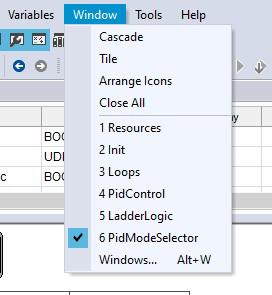 Variables Window Tools Help
Cascade
Tile
Arrange Icons
Close All
1 Resources
2 Init
3 Loops
4 PidControl
5 LadderLogic
6 PidModeSelector
Windows... Alt+W
BOO
UDI
c BOO